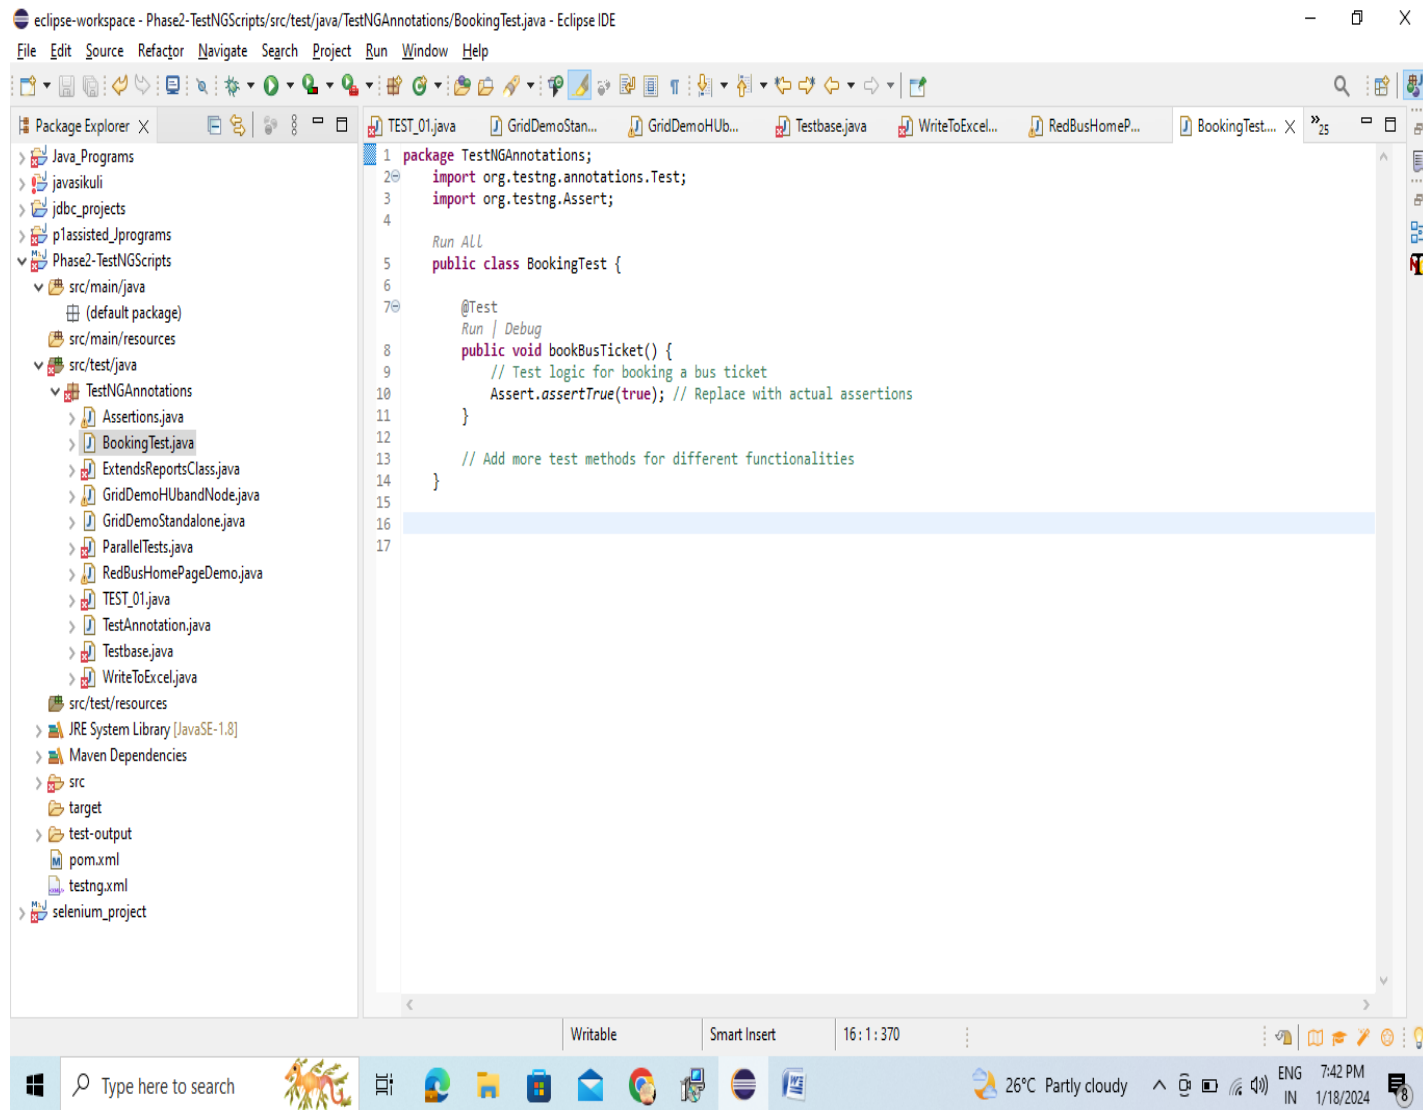 eclipse-workspace - Phase2-TestNGScripts/src/test/java/TestNGAnnotations/BookingTest.java - Eclipse IDE
File Edit Source Refactor Navigate Search Project Run Window Help
Package Explorer
TEST_01.java GridDemoStan... GridDemoHUb... Testbase.java WriteToExcel... RedBusHomeP... BookingTest.... »25
Java_Programs
javasikuli
jdbc_projects
p1assisted_Jprograms
Phase2-TestNGScripts
src/main/java
(default package)
src/main/resources
src/test/java
TestNGAnnotations
Assertions.java
BookingTest.java
ExtendsReportsClass.java
GridDemoHUbandNode.java
GridDemoStandalone.java
ParallelTests.java
RedBusHomePageDemo.java
TEST_01.java
TestAnnotation.java
Testbase.java
WriteToExcel.java
src/test/resources
JRE System Library [JavaSE-1.8]
Maven Dependencies
src
target
test-output
pom.xml
testng.xml
selenium_project
1 package TestNGAnnotations;
2 import org.testng.annotations.Test;
3 import org.testng.Assert;
4
Run All
5 public class BookingTest {
6
7 @Test
Run | Debug
8 public void bookBusTicket() {
9 // Test logic for booking a bus ticket
10 Assert.assertTrue(true); // Replace with actual assertions
11 }
12
13 // Add more test methods for different functionalities
14 }
15
16
17
Writable Smart Insert 16 : 1 : 370
Type here to search
26°C Partly cloudy
ENG
IN
7:42 PM
1/18/2024
8